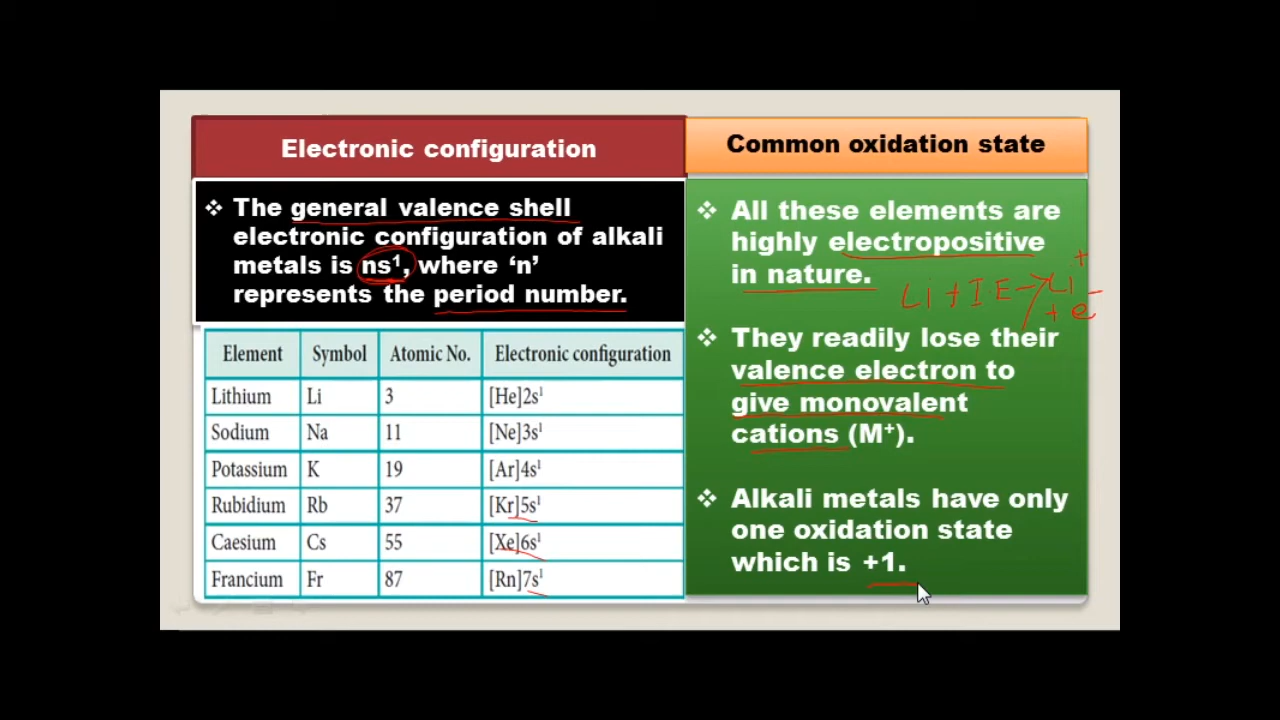 Electronic configuration
❖ The general valence shell
electronic configuration of alkali
metals is ns¹, where ‘n’
represents the period number.
Element Symbol Atomic No. Electronic configuration
Lithium Li 3 [He]2s¹
Sodium Na 11 [Ne]3s¹
Potassium K 19 [Ar]4s¹
Rubidium Rb 37 [Kr]5s¹
Caesium Cs 55 [Xe]6s¹
Francium Fr 87 [Rn]7s¹
Common oxidation state
❖ All these elements are
highly electropositive
in nature.
Li + I.E → Li⁺
+ e⁻
❖ They readily lose their
valence electron to
give monovalent
cations (M⁺).
❖ Alkali metals have only
one oxidation state
which is +1.